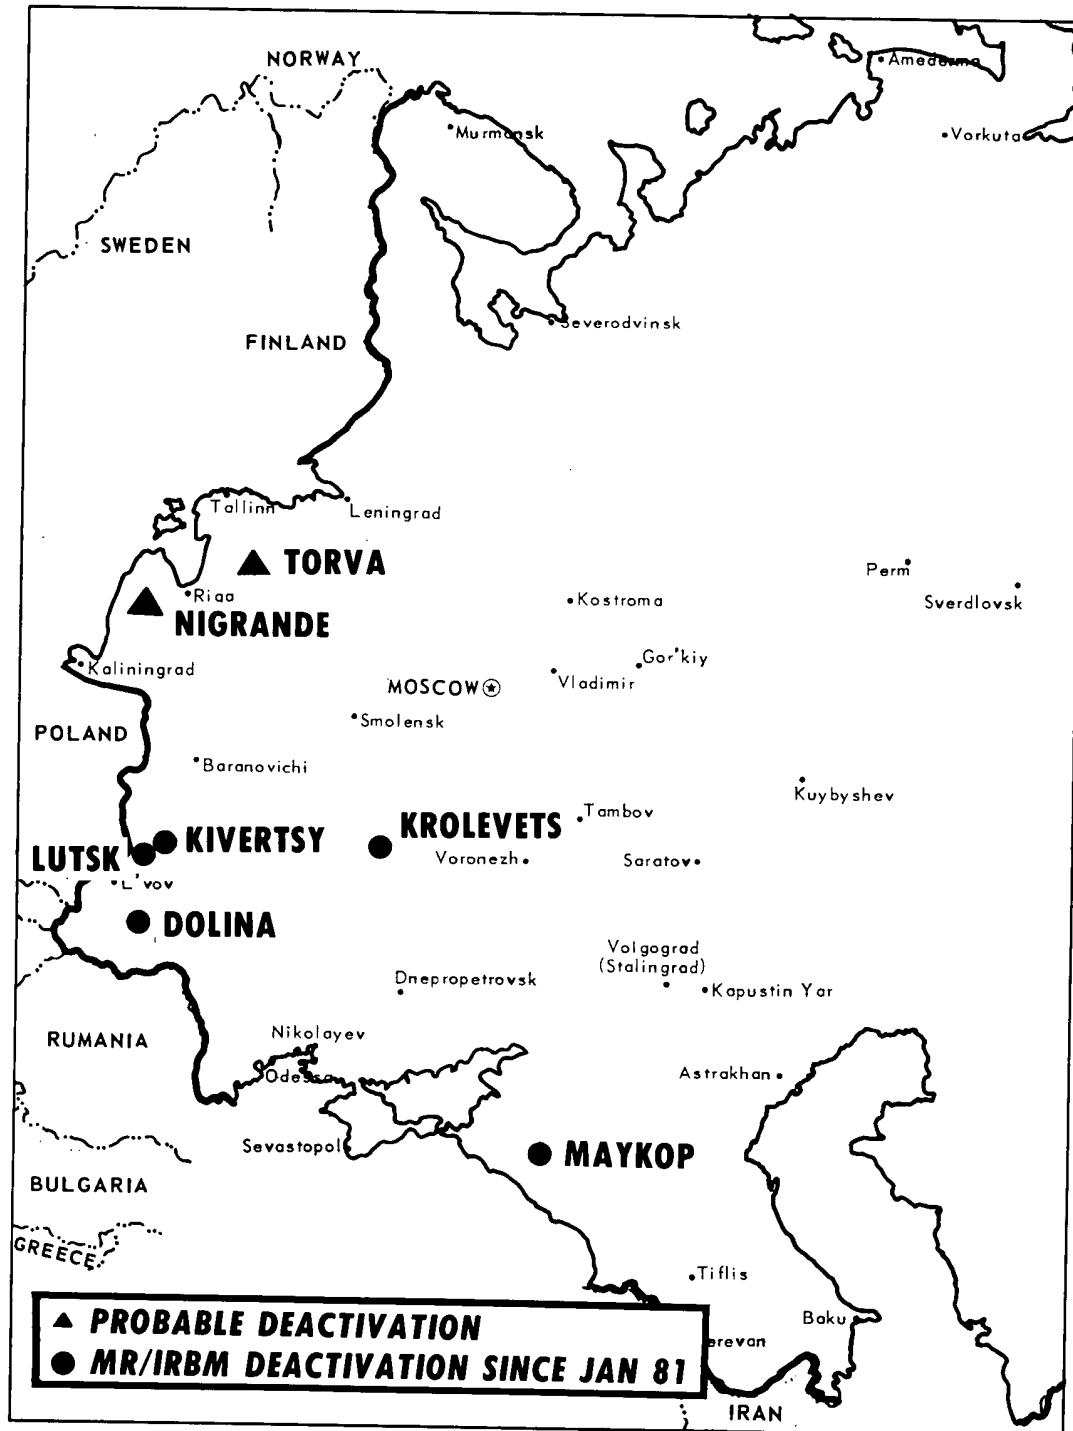 NORWAY
Amederma
Murmansk
Vorkuta
SWEDEN
Severodvinsk
FINLAND
Tallinn
Leningrad
TORVA
Perm
Riga
Kostroma
Sverdlovsk
NIGRANDE
Kaliningrad
Gor'kiy
MOSCOW
Vladimir
Smolensk
POLAND
Baranovichi
Kuybyshev
Tambov
KROLEVETS
KIVERTSY
LUTSK
Voronezh
Saratov
L'vov
DOLINA
Volgograd
(Stalingrad)
Dnepropetrovsk
Kapustin Yar
Nikolayev
RUMANIA
Odessa
Astrakhan
Sevastopol
MAYKOP
BULGARIA
GREECE
Tiflis
Baku
PROBABLE DEACTIVATION
MR/IRBM DEACTIVATION SINCE JAN 81
erevan
IRAN